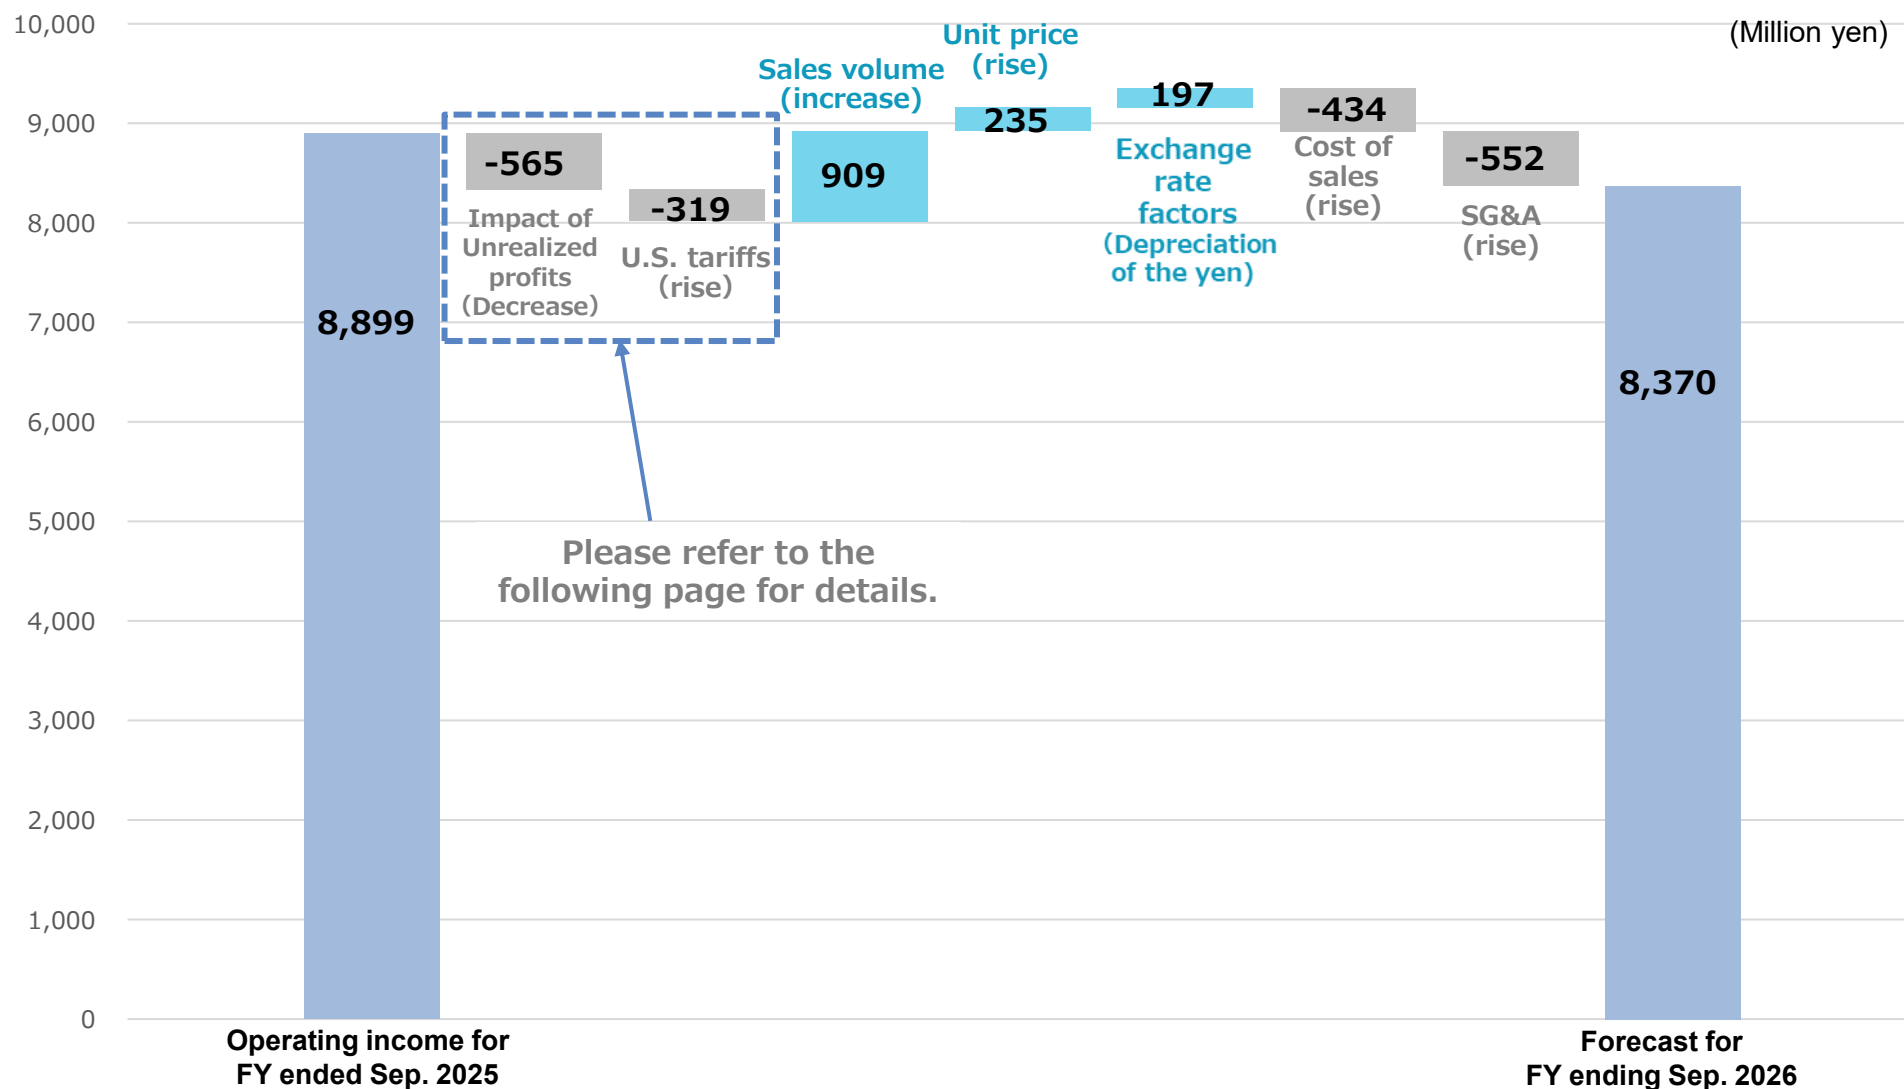 (Million yen)
10,000
9,000
8,000
7,000
6,000
5,000
4,000
3,000
2,000
1,000
0
8,899
-565
Impact of
Unrealized
profits
(Decrease)
-319
U.S. tariffs
(rise)
Sales volume
(increase)
909
Unit price
(rise)
235
197
Exchange
rate
factors
(Depreciation
of the yen)
-434
Cost of
sales
(rise)
-552
SG&A
(rise)
8,370
Please refer to the
following page for details.
Operating income for
FY ended Sep. 2025
Forecast for
FY ending Sep. 2026